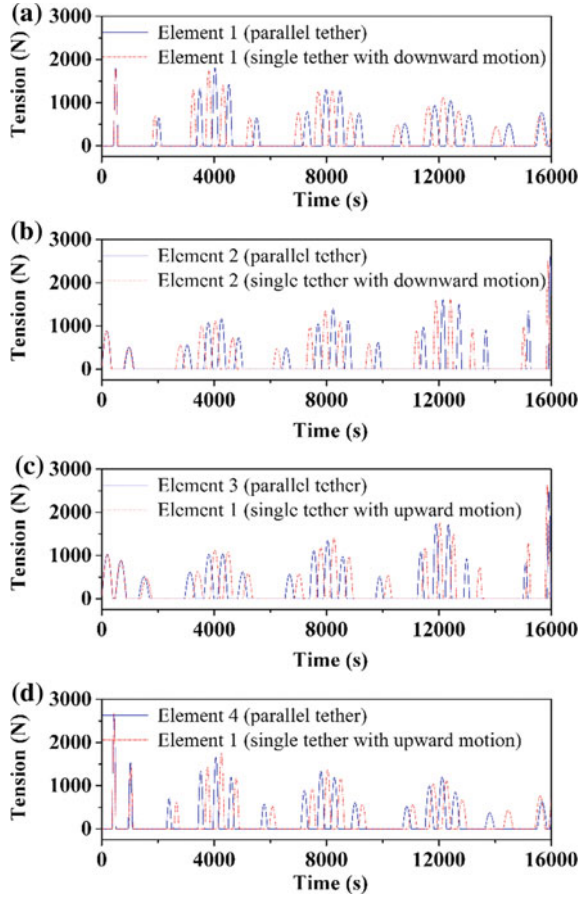 (a)
3000
2000
1000
0
Tension (N)
Element 1 (parallel tether)
Element 1 (single tether with downward motion)
0 4000 8000 12000 16000
Time (s)
(b)
3000
2000
1000
0
Tension (N)
Element 2 (parallel tether)
Element 2 (single tether with downward motion)
0 4000 8000 12000 16000
Time (s)
(c)
3000
2000
1000
0
Tension (N)
Element 3 (parallel tether)
Element 1 (single tether with upward motion)
0 4000 8000 12000 16000
Time (s)
(d)
3000
2000
1000
0
Tension (N)
Element 4 (parallel tether)
Element 1 (single tether with upward motion)
0 4000 8000 12000 16000
Time (s)